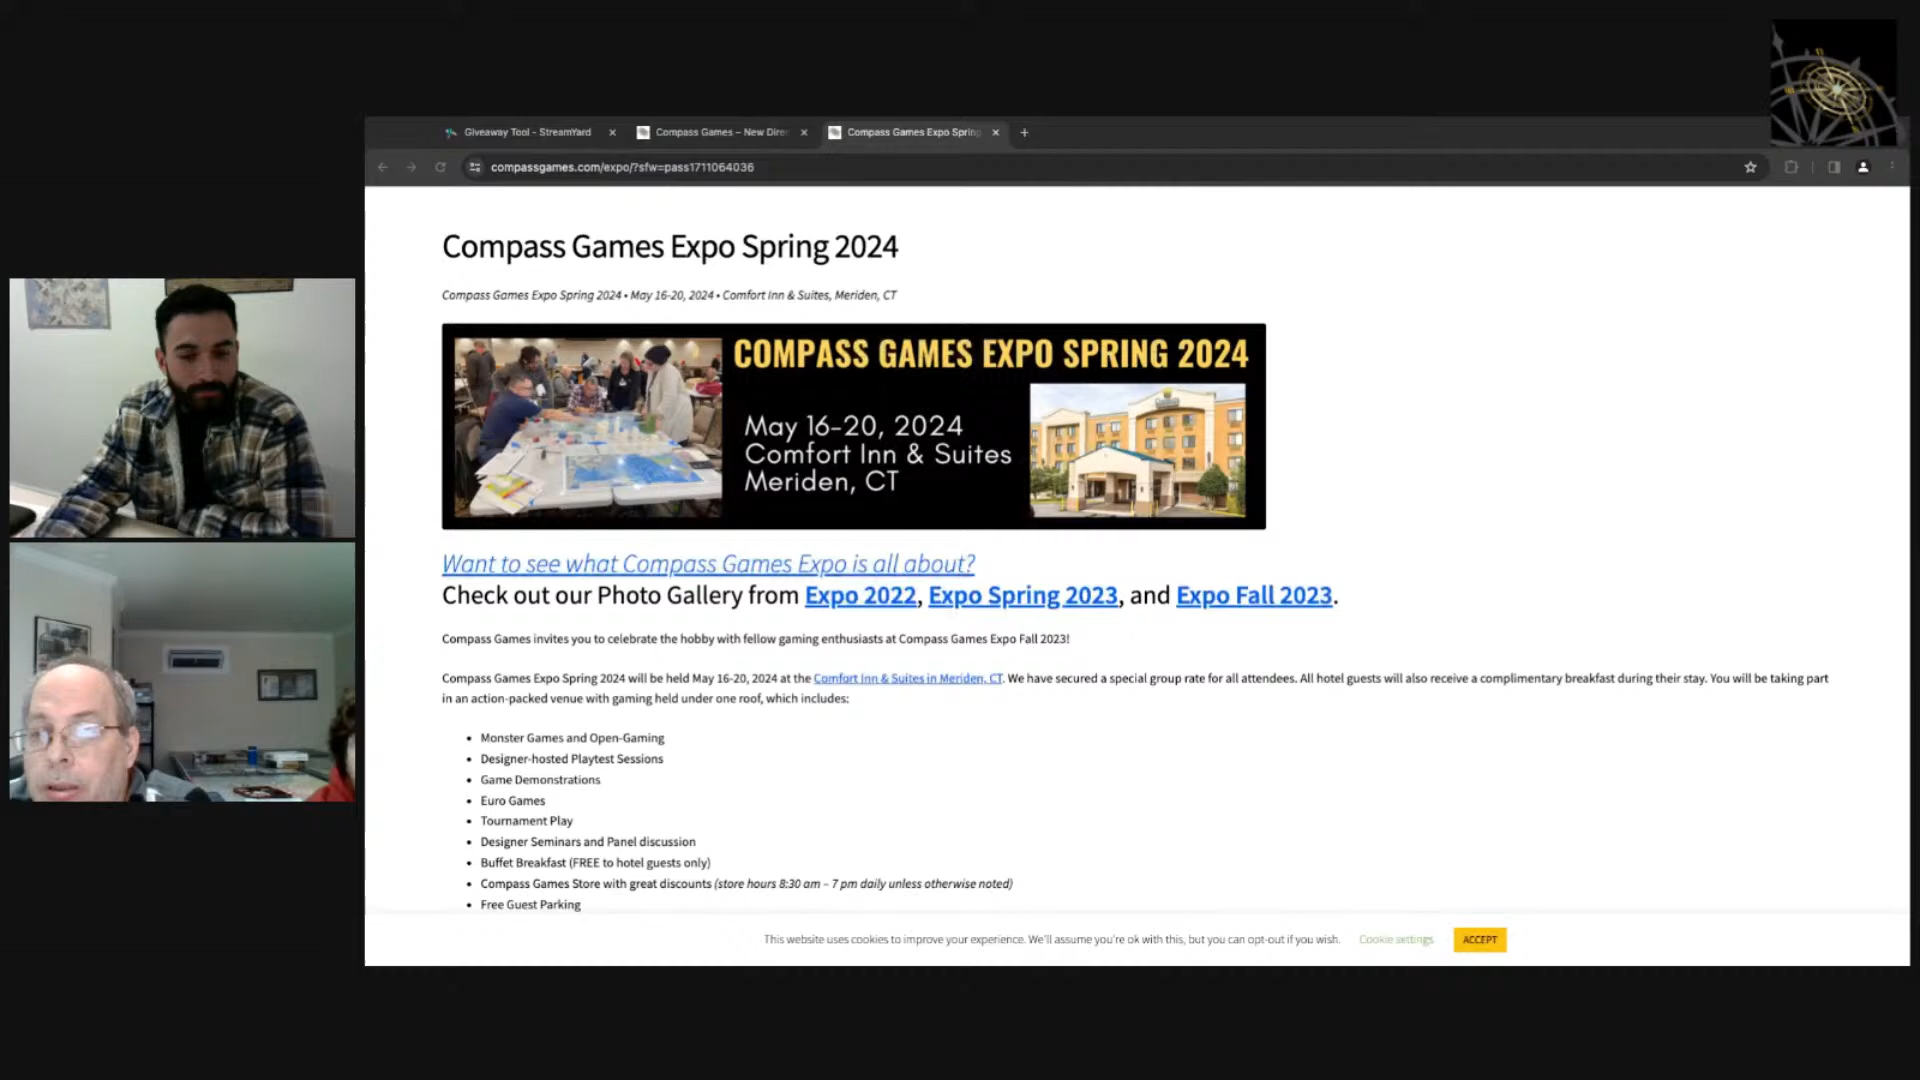 Giveaway Tool - StreamYard
Compass Games – New Direc
Compass Games Expo Spring
compassgames.com/expo/?sfw=pass1711064036
Compass Games Expo Spring 2024
Compass Games Expo Spring 2024 • May 16-20, 2024 • Comfort Inn & Suites, Meriden, CT
COMPASS GAMES EXPO SPRING 2024
May 16-20, 2024
Comfort Inn & Suites
Meriden, CT
Want to see what Compass Games Expo is all about?
Check out our Photo Gallery from Expo 2022, Expo Spring 2023, and Expo Fall 2023.
Compass Games invites you to celebrate the hobby with fellow gaming enthusiasts at Compass Games Expo Fall 2023!
Compass Games Expo Spring 2024 will be held May 16-20, 2024 at the Comfort Inn & Suites in Meriden, CT. We have secured a special group rate for all attendees. All hotel guests will also receive a complimentary breakfast during their stay. You will be taking part
in an action-packed venue with gaming held under one roof, which includes:
• Monster Games and Open-Gaming
• Designer-hosted Playtest Sessions
• Game Demonstrations
• Euro Games
• Tournament Play
• Designer Seminars and Panel discussion
• Buffet Breakfast (FREE to hotel guests only)
• Compass Games Store with great discounts (store hours 8:30 am – 7 pm daily unless otherwise noted)
• Free Guest Parking
This website uses cookies to improve your experience. We'll assume you're ok with this, but you can opt-out if you wish. Cookie settings ACCEPT